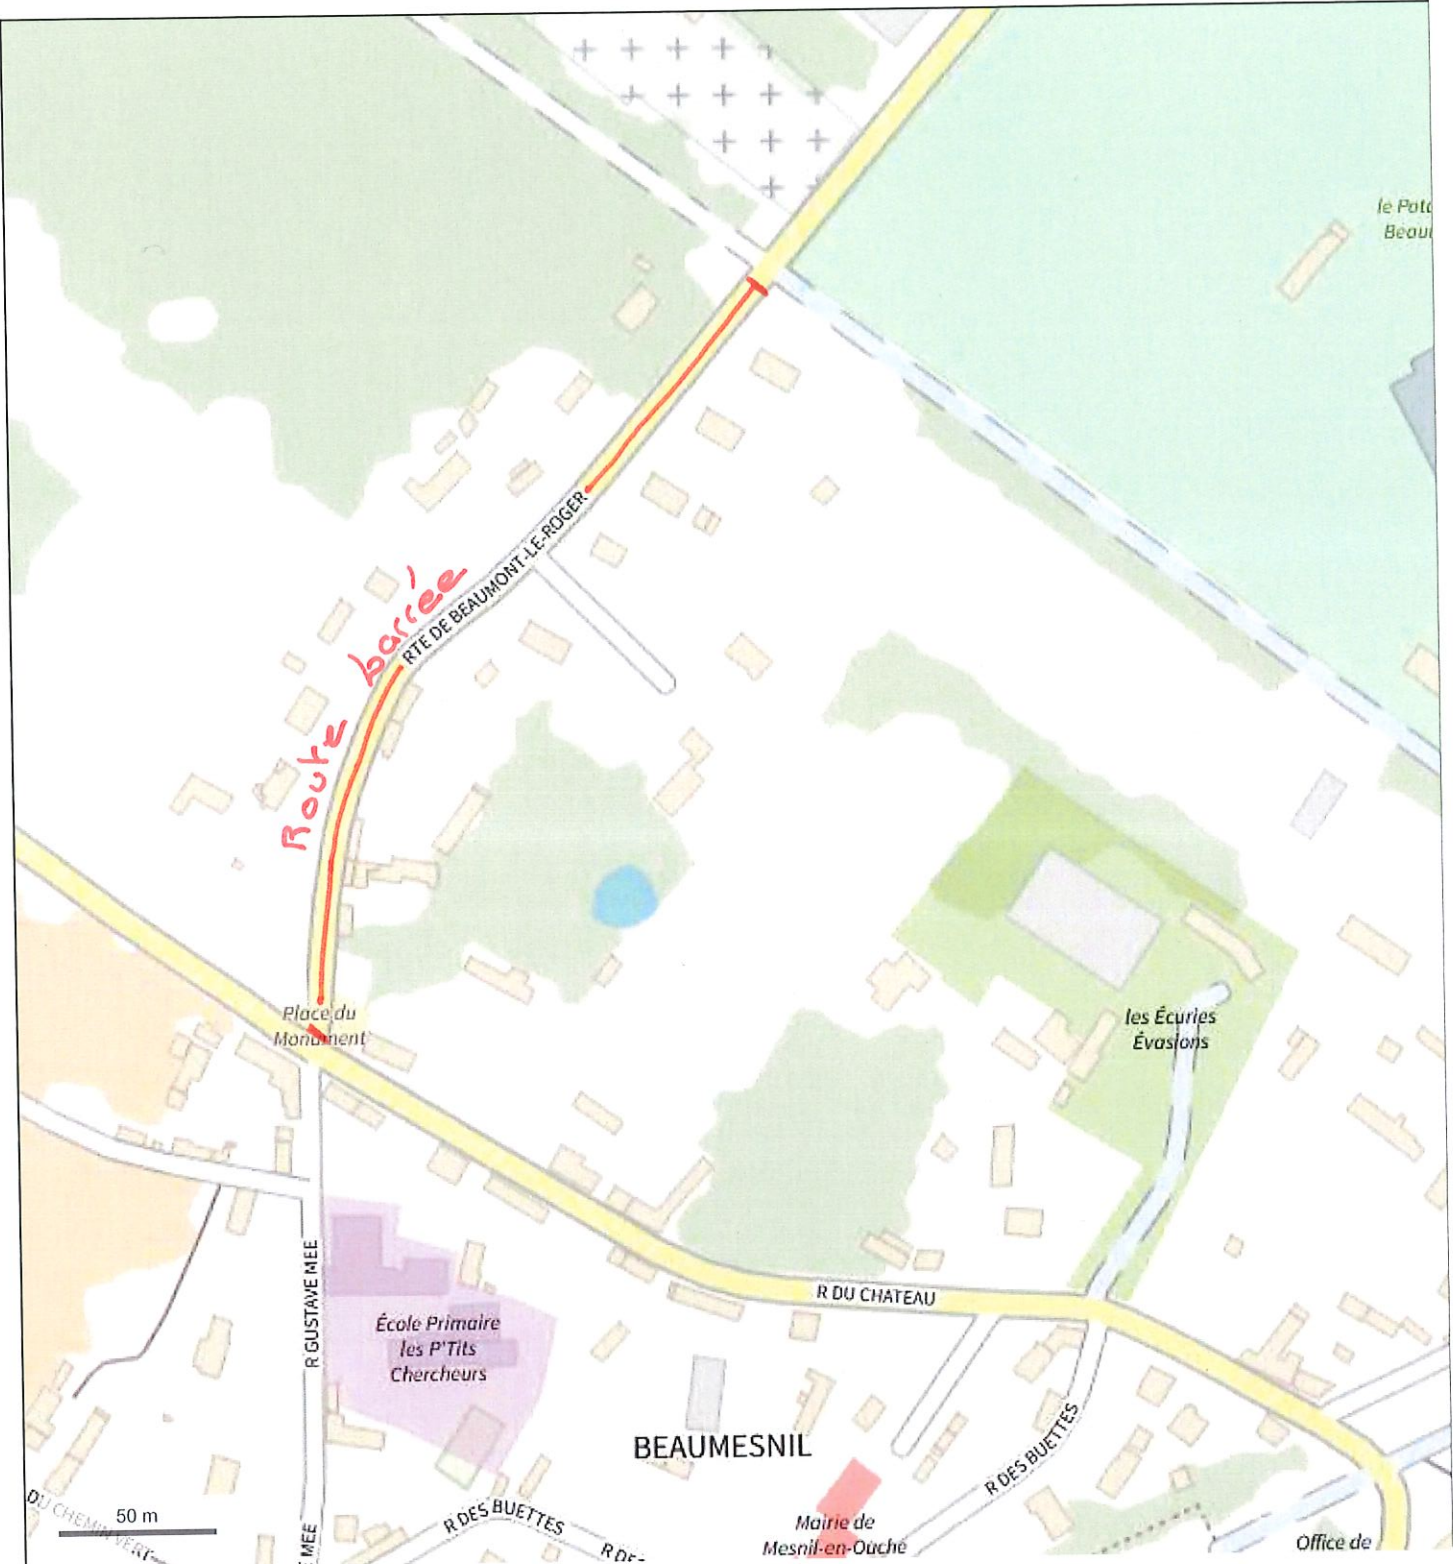 le Pot
Beau
RTE DE BEAUMONT-LE-ROGER
Route barrée
Place du
Monument
les Écuries
Évasions
R DU CHATEAU
R GUSTAVE MEE
École Primaire
les P'Tits
Chercheurs
BEAUMESNIL
R DES BUETTES
50 m
DU CHEMIN VERT
MEE
R DES BUETTES
R DE
Mairie de
Mesnil-en-Ouche
Office de